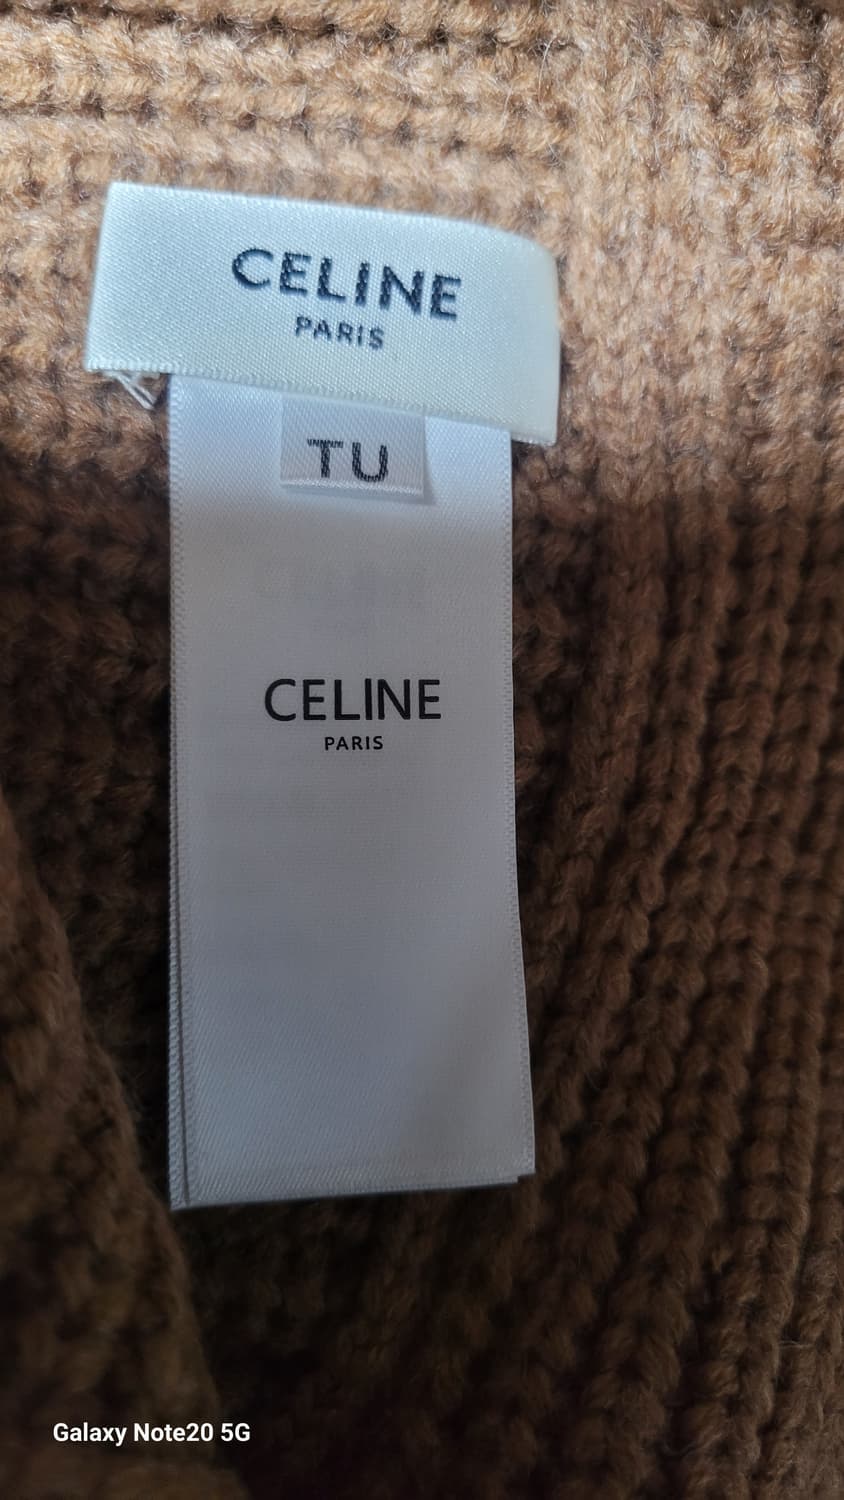 CELINE
PARIS
TU
CELINE
PARIS
Galaxy Note20 5G